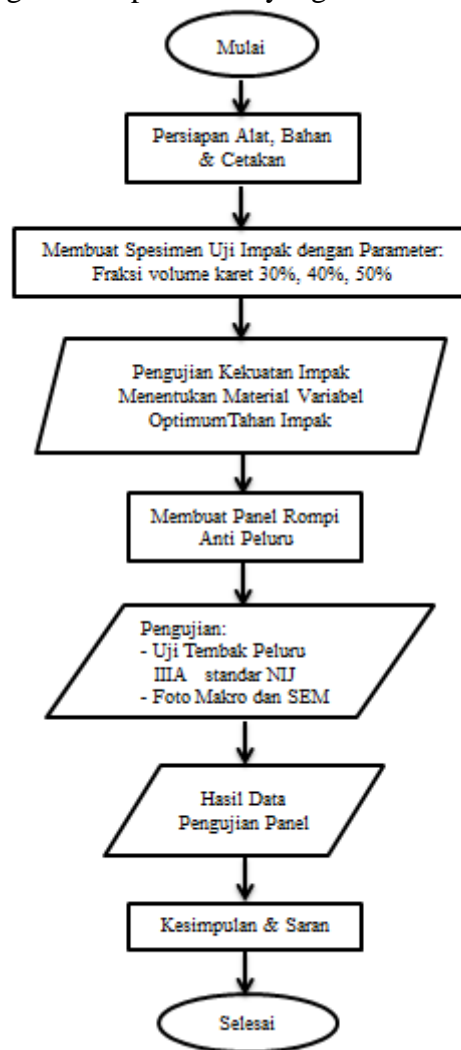 Mulai
Persiapan Alat, Bahan
& Cetakan
Membuat Spesimen Uji Impak dengan Parameter:
Fraksi volume karet 30%, 40%, 50%
Pengujian Kekuatan Impak
Menentukan Material Variabel
OptimumTahan Impak
Membuat Panel Rompi
Anti Peluru
Pengujian:
- Uji Tembak Peluru
IIIA standar NIJ
- Foto Makro dan SEM
Hasil Data
Pengujian Panel
Kesimpulan & Saran
Selesai